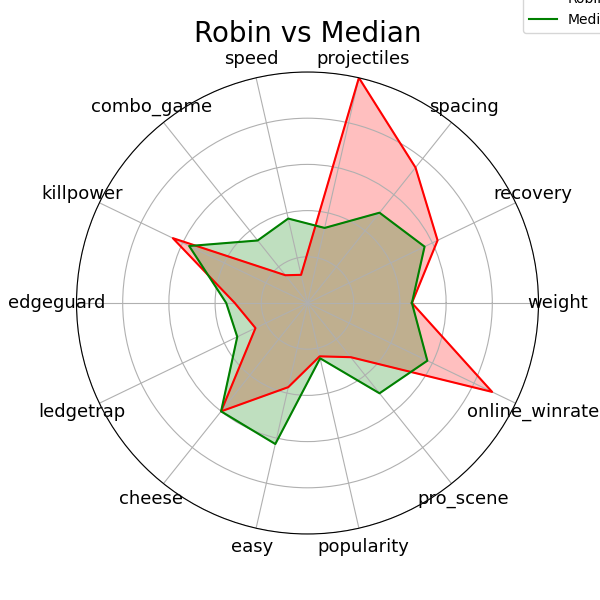 Robin vs Median
speed
projectiles
combo_game
spacing
killpower
recovery
edgeguard
weight
ledgetrap
online_winrate
cheese
pro_scene
easy
popularity